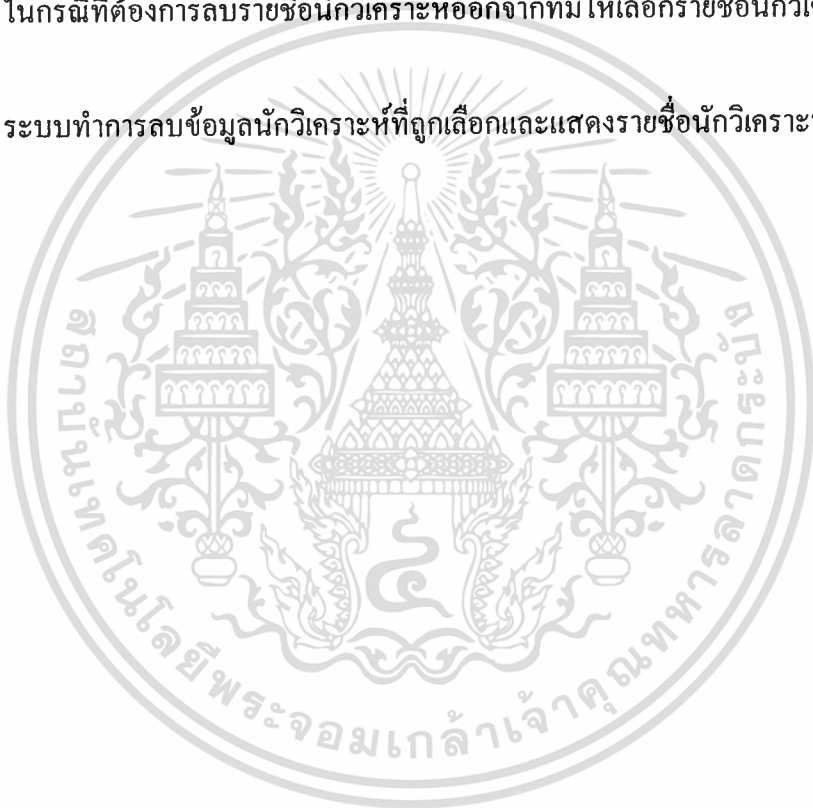 ในกรณีที่ต้องการลบรายชื่อนักวิเคราะห์ออกจากทีม ให้เลือกรายชื่อนักวิเ
ระบบทำการลบข้อมูลนักวิเคราะห์ที่ถูกเลือกและแสดงรายชื่อนักวิเคราะ
สถาบันเทคโนโลยีพระจอมเกล้าเจ้าคุณทหารลาดกระบัง